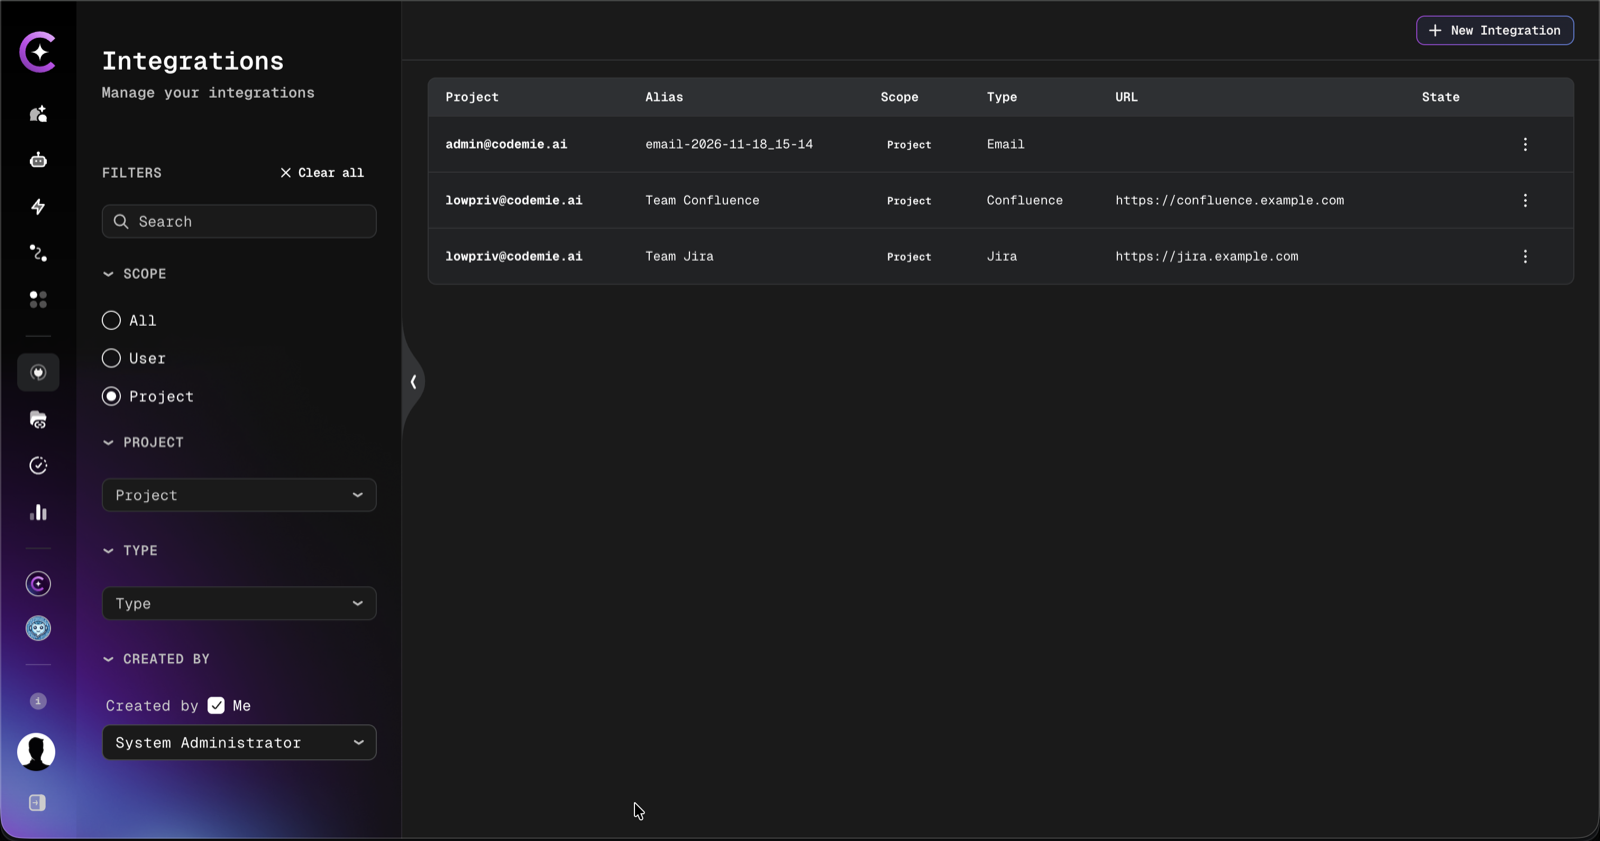 Integrations
Manage your integrations
FILTERS
Clear all
Search
SCOPE
All
User
Project
PROJECT
Project
TYPE
Type
CREATED BY
Created by Me
System Administrator
New Integration
Project Alias Scope Type URL State
admin@codemie.ai email-2026-11-18_15-14 Project Email
lowpriv@codemie.ai Team Confluence Project Confluence https://confluence.example.com
lowpriv@codemie.ai Team Jira Project Jira https://jira.example.com